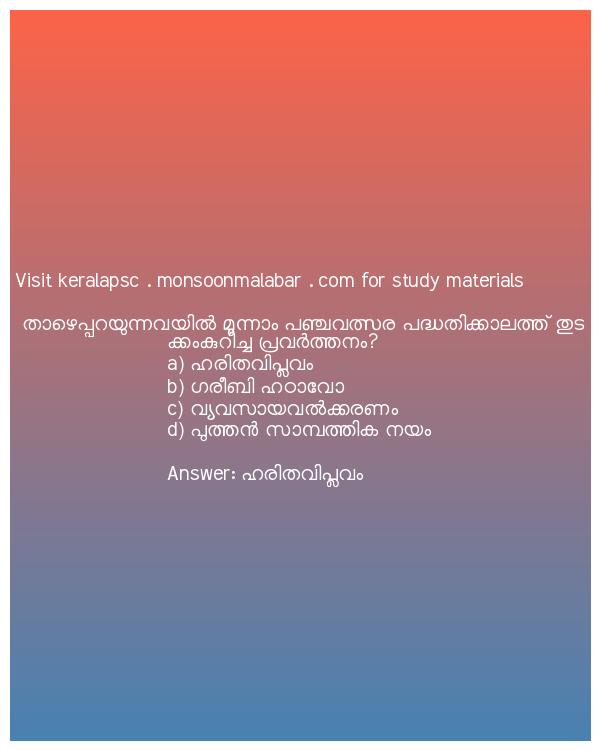 Visit keralapsc . monsoonmalabar . com for study materials
താഴെപ്പറയുന്നവയിൽ മൂന്നാം പഞ്ചവത്സര പദ്ധതിക്കാലത്ത് തുട
ക്കംകുറിച്ച പ്രവർത്തനം?
a) ഹരിതവിപ്ലവം
b) ഗരീബി ഹഠാവോ
c) വ്യവസായവൽക്കരണം
d) പുത്തൻ സാമ്പത്തിക നയം
Answer: ഹരിതവിപ്ലവം